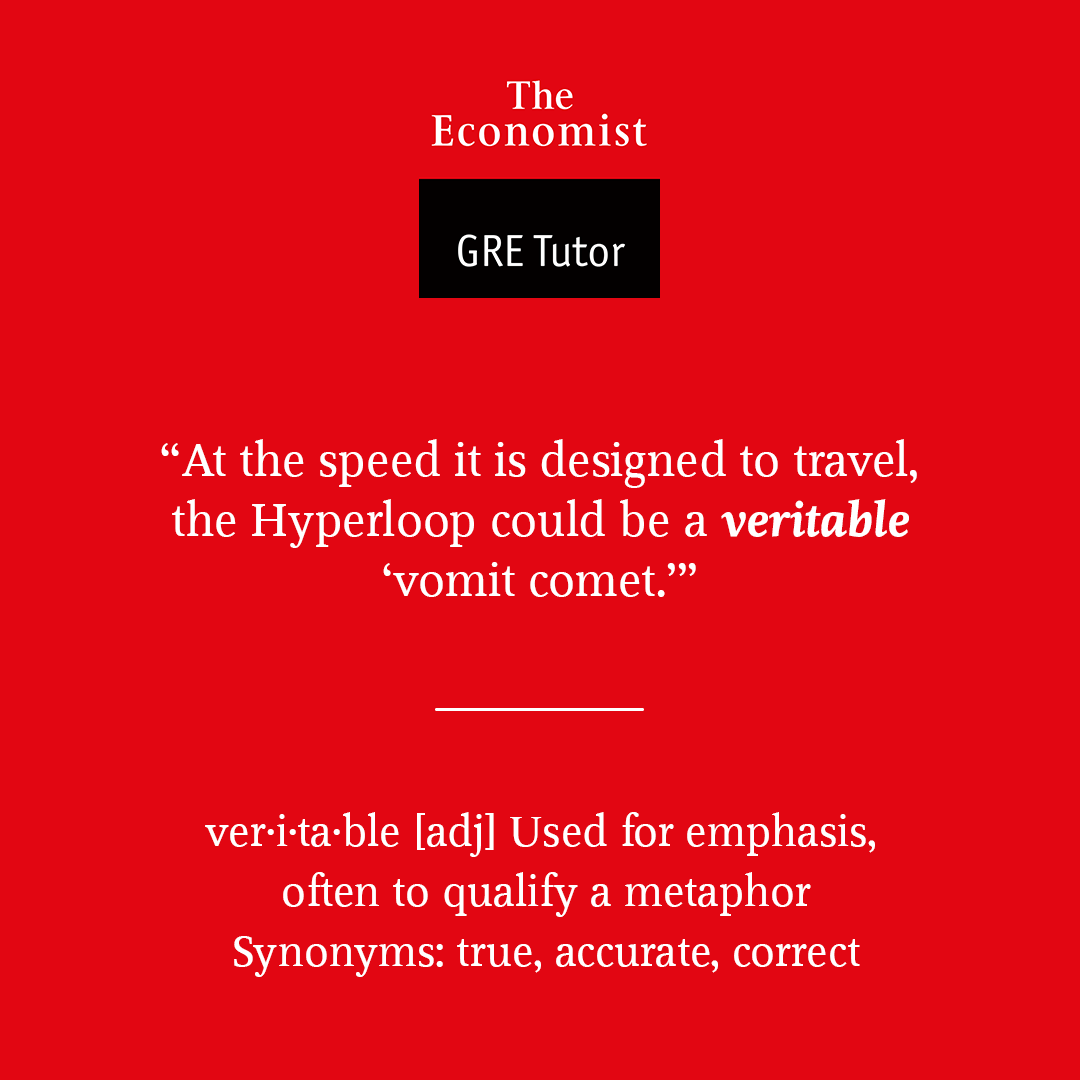 The
Economist
GRE Tutor
“At the speed it is designed to travel,
the Hyperloop could be a veritable
‘vomit comet.’”
ver·i·ta·ble [adj] Used for emphasis,
often to qualify a metaphor
Synonyms: true, accurate, correct